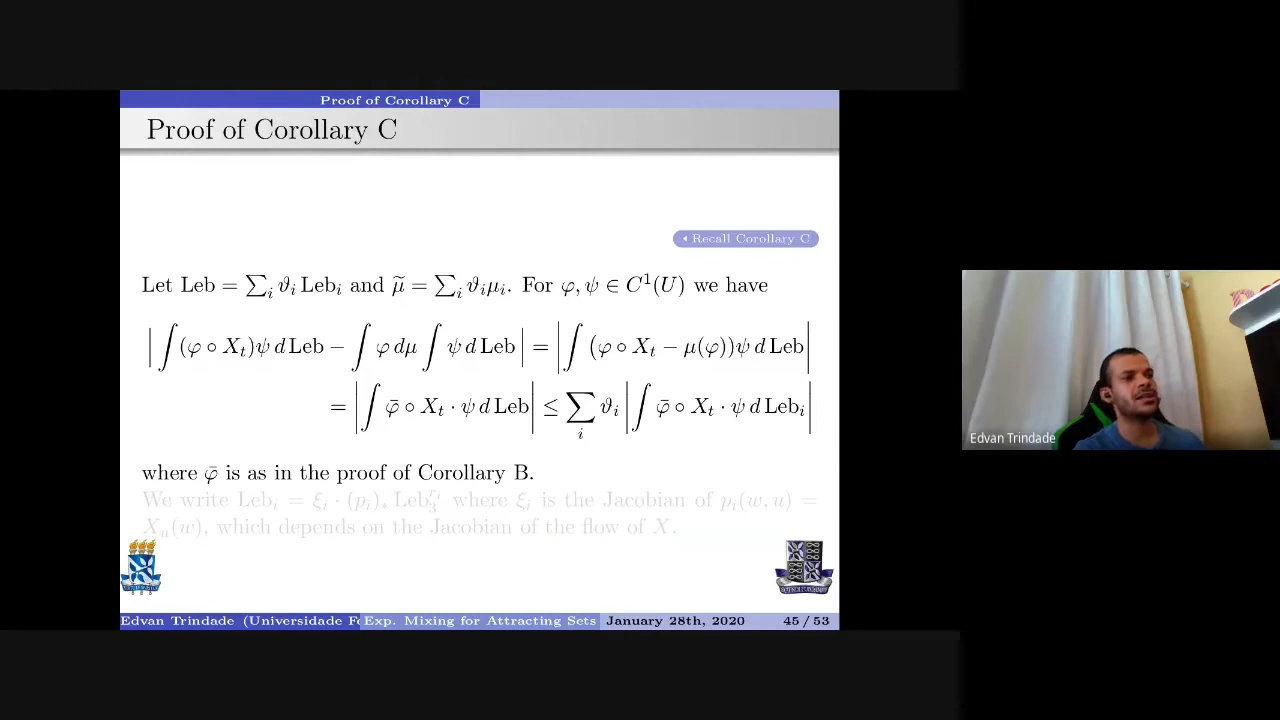 Proof of Corollary C
Proof of Corollary C
Recall Corollary C
Let Leb = ∑ᵢ ϑᵢ Lebᵢ and μ̃ = ∑ᵢ ϑᵢμᵢ. For φ, ψ ∈ C¹(U) we have
|∫(φ ∘ Xₜ)ψ d Leb − ∫ φ dμ ∫ ψ d Leb| = |∫ (φ ∘ Xₜ − μ(φ))ψ d Leb|
= |∫ φ̄ ∘ Xₜ · ψ d Leb| ≤ ∑ᵢ ϑᵢ |∫ φ̄ ∘ Xₜ · ψ d Lebᵢ|
where φ̄ is as in the proof of Corollary B.
We write Lebᵢ = ξᵢ · (pᵢ)∗ Leb₃^{τᵢ} where ξᵢ is the Jacobian of pᵢ(w, u) =
Xᵤ(w), which depends on the Jacobian of the flow of X.
Edvan Trindade (Universidade Fe Exp. Mixing for Attracting Sets January 28th, 2020 45 / 53
Edvan Trindade